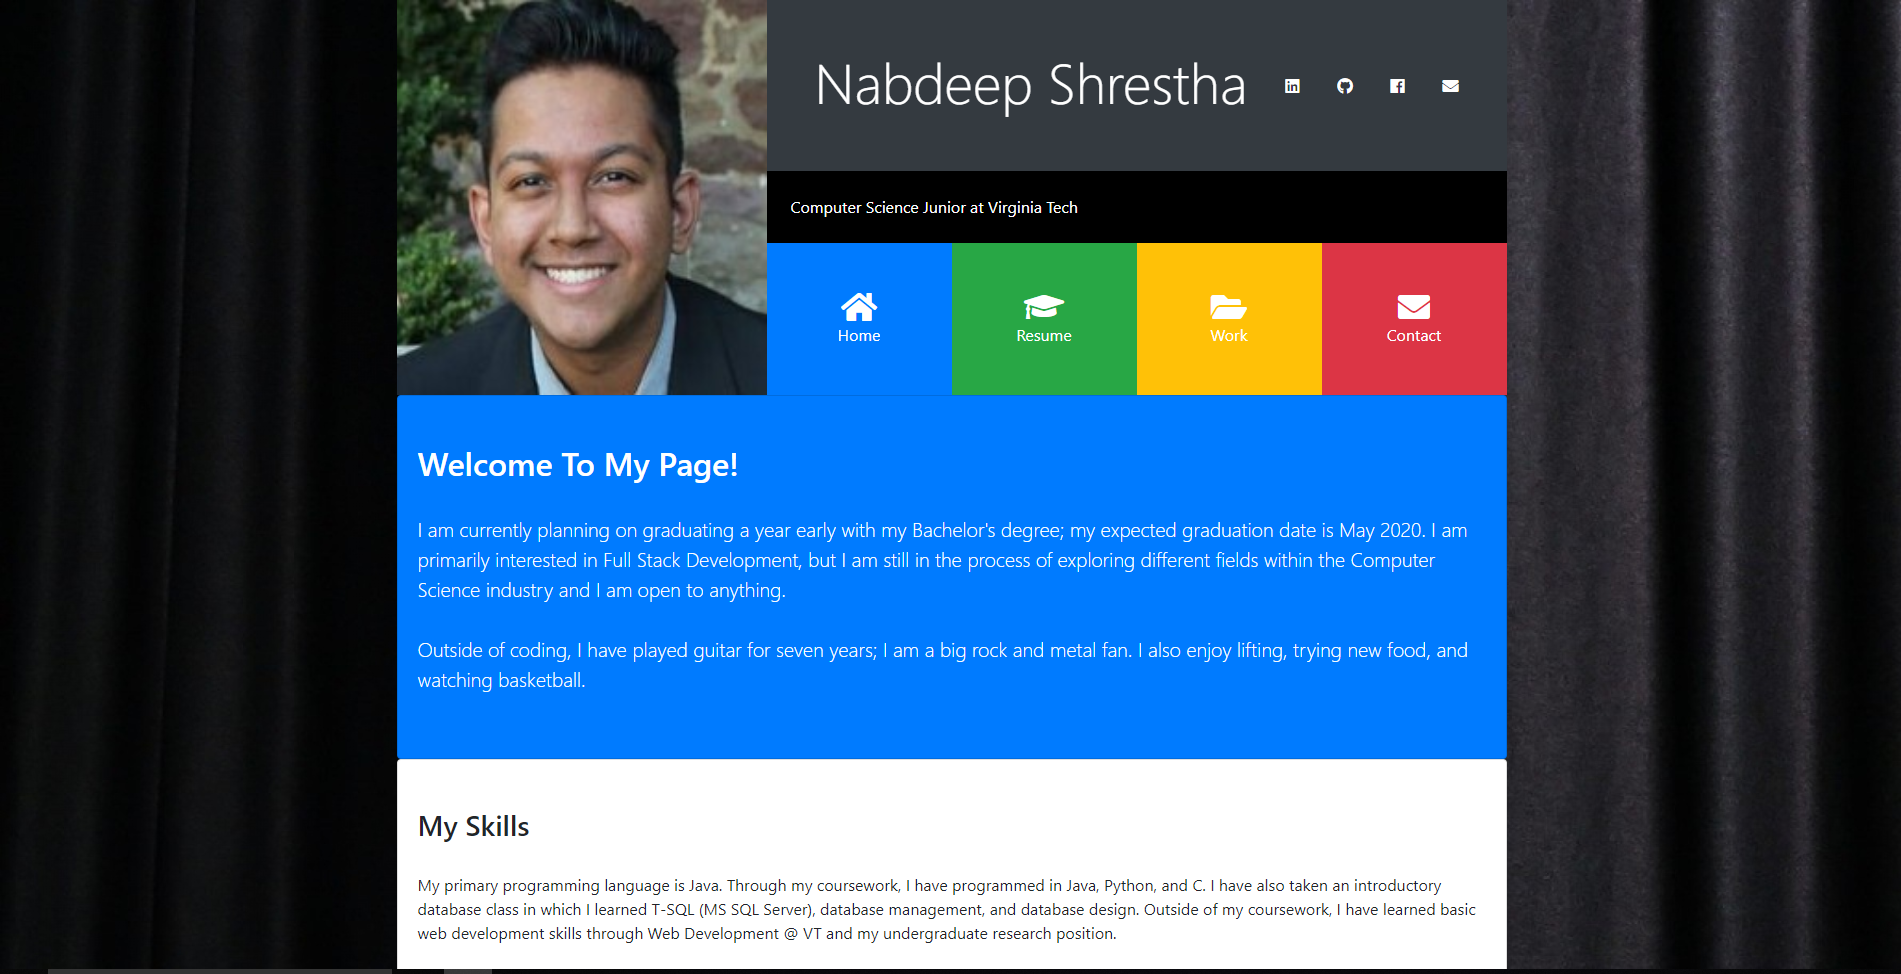 Nabdeep Shrestha
Computer Science Junior at Virginia Tech
Home
Resume
Work
Contact
Welcome To My Page!
I am currently planning on graduating a year early with my Bachelor's degree; my expected graduation date is May 2020. I am
primarily interested in Full Stack Development, but I am still in the process of exploring different fields within the Computer
Science industry and I am open to anything.
Outside of coding, I have played guitar for seven years; I am a big rock and metal fan. I also enjoy lifting, trying new food, and
watching basketball.
My Skills
My primary programming language is Java. Through my coursework, I have programmed in Java, Python, and C. I have also taken an introductory
database class in which I learned T-SQL (MS SQL Server), database management, and database design. Outside of my coursework, I have learned basic
web development skills through Web Development @ VT and my undergraduate research position.